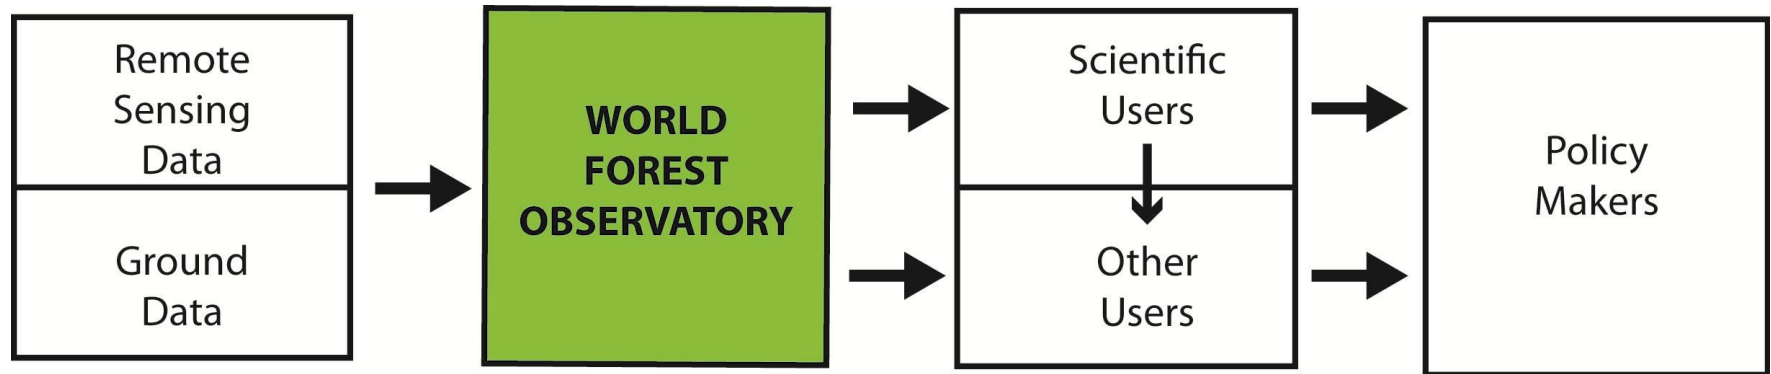 Remote
Sensing
Data
Ground
Data
WORLD
FOREST
OBSERVATORY
Scientific
Users
Other
Users
Policy
Makers